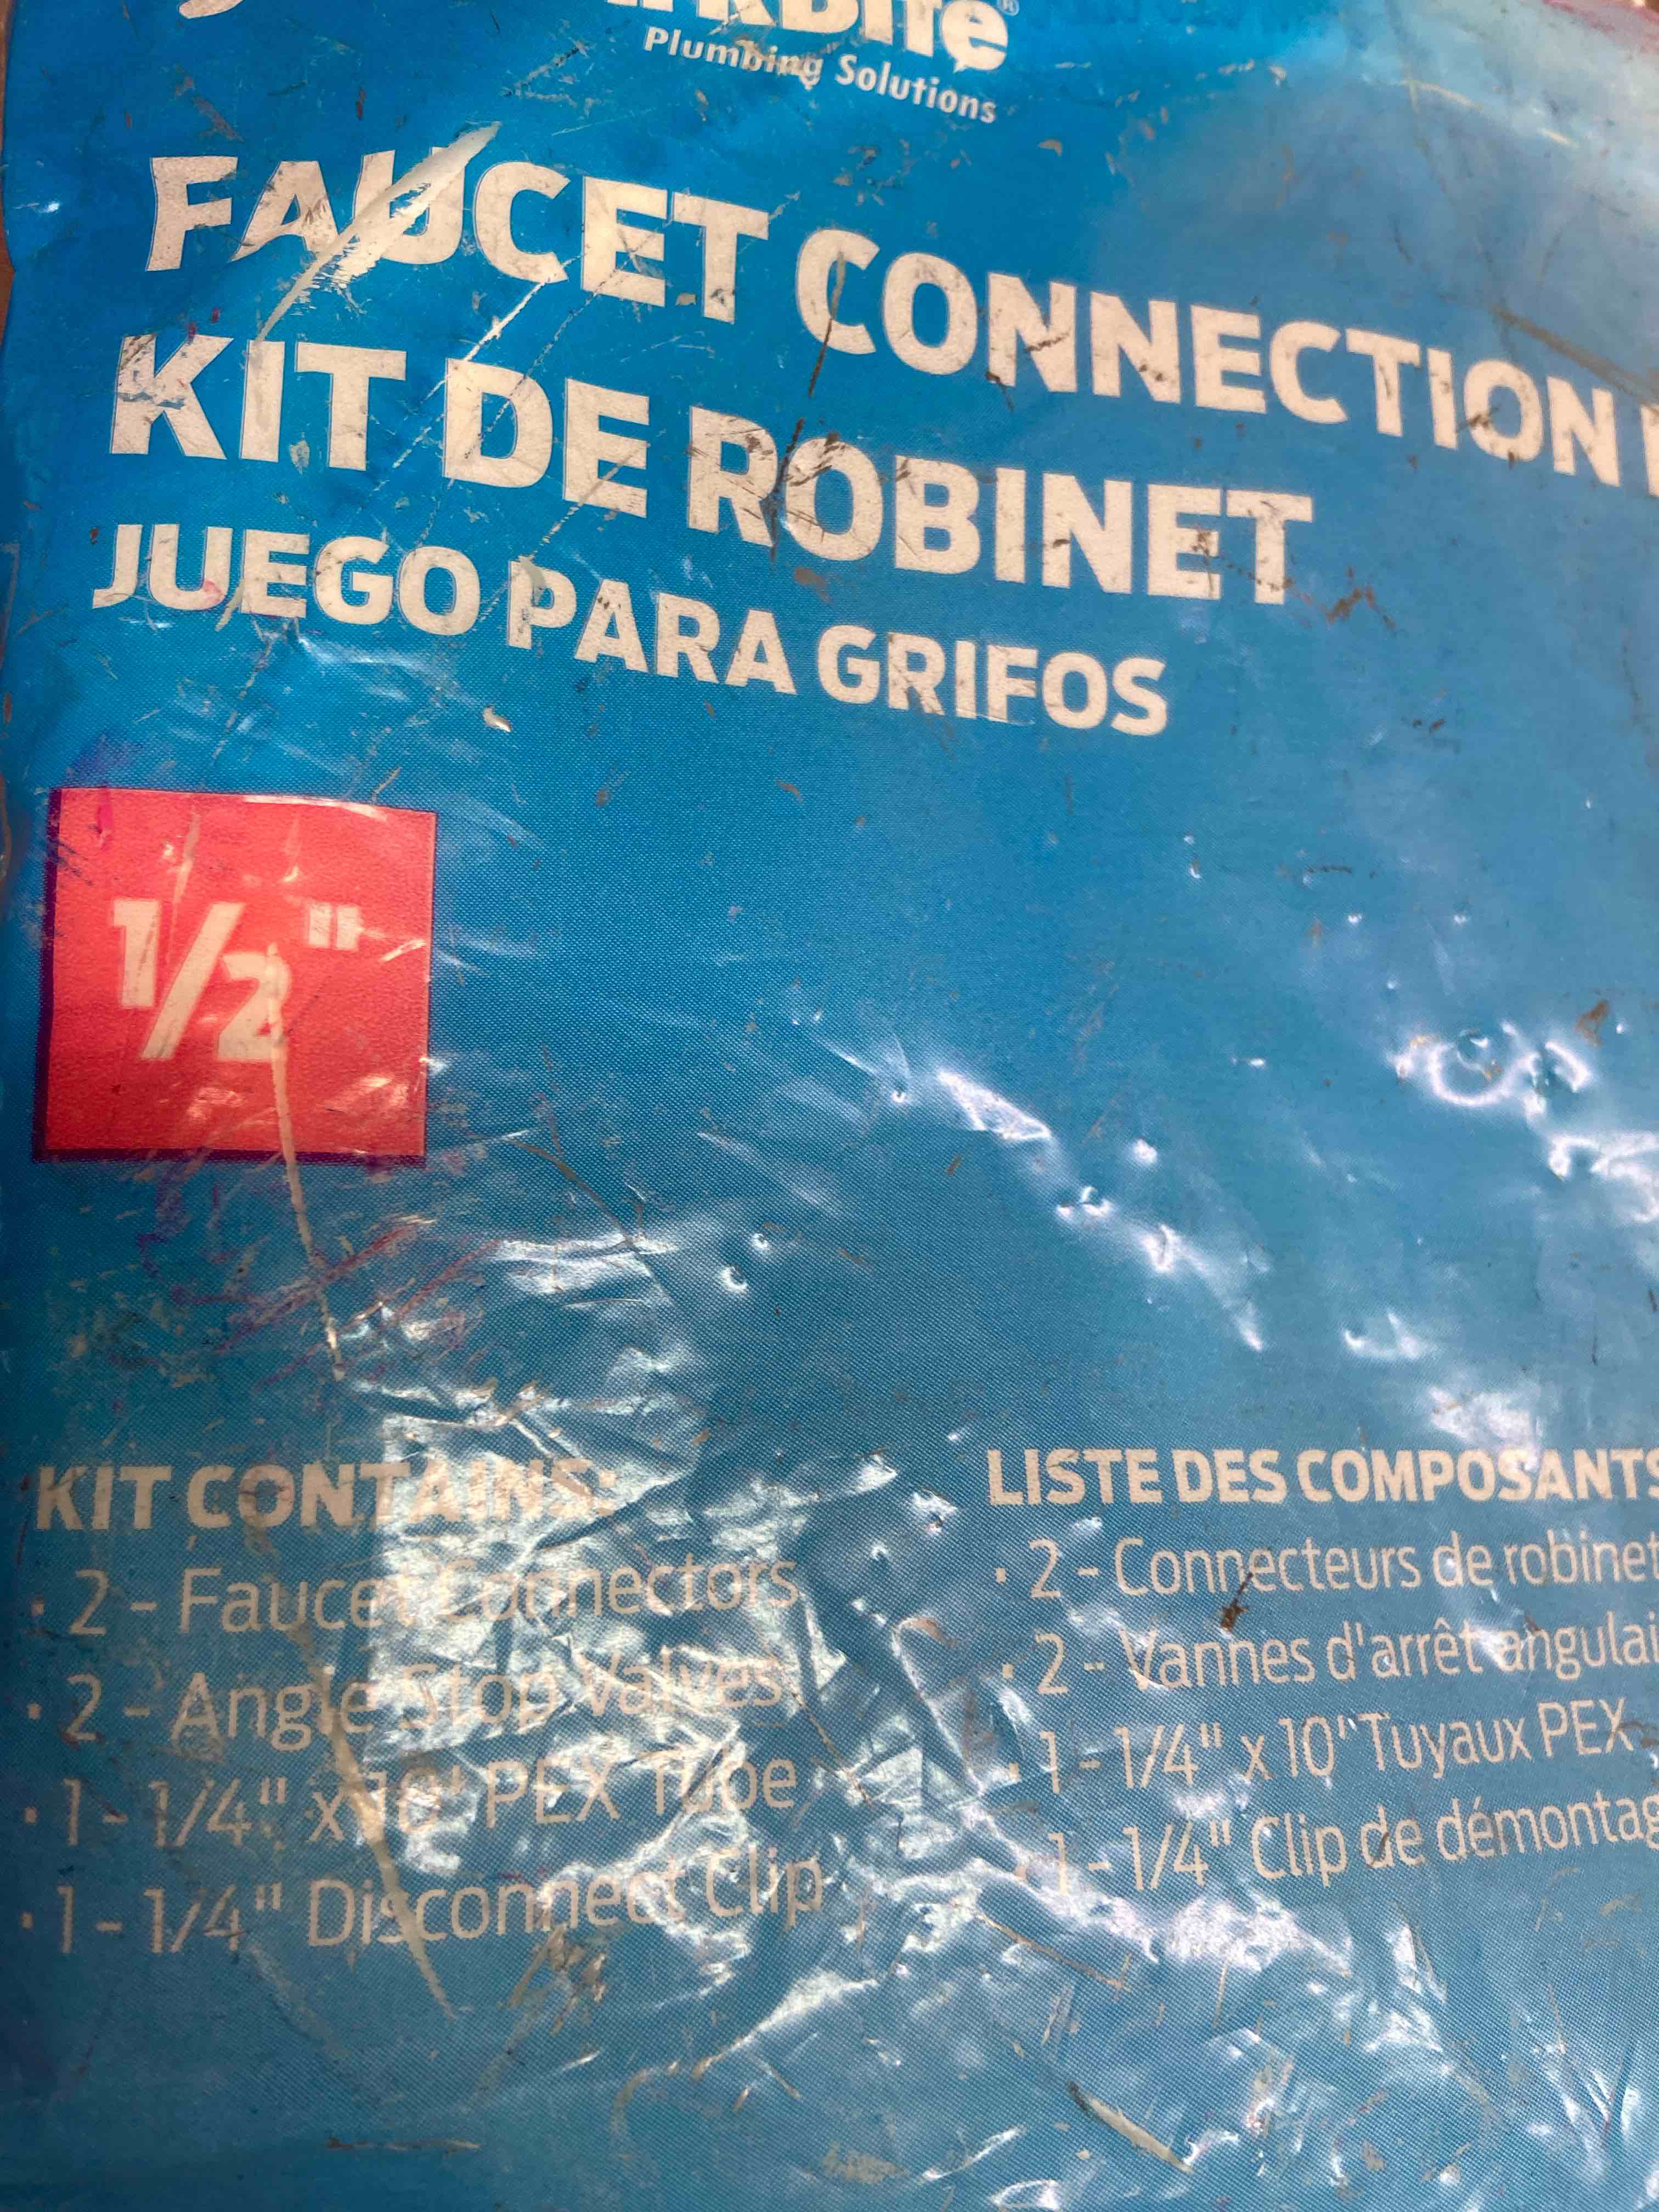 Plumbing Solutions
FAUCET CONNECTION
KIT DE ROBINET
JUEGO PARA GRIFOS
1/2"
KIT CONTAINS:
· 2 - Faucet Connectors
· 2 - Angle Stop Valves
· 1 - 1/4" x 10' PEX Tube
· 1 - 1/4" Disconnect Clip
LISTE DES COMPOSANTS
· 2 - Connecteurs de robinet
· 2 - Vannes d'arrêt angulai
· 1 - 1/4" x 10' Tuyaux PEX
· 1 - 1/4" Clip de démontag